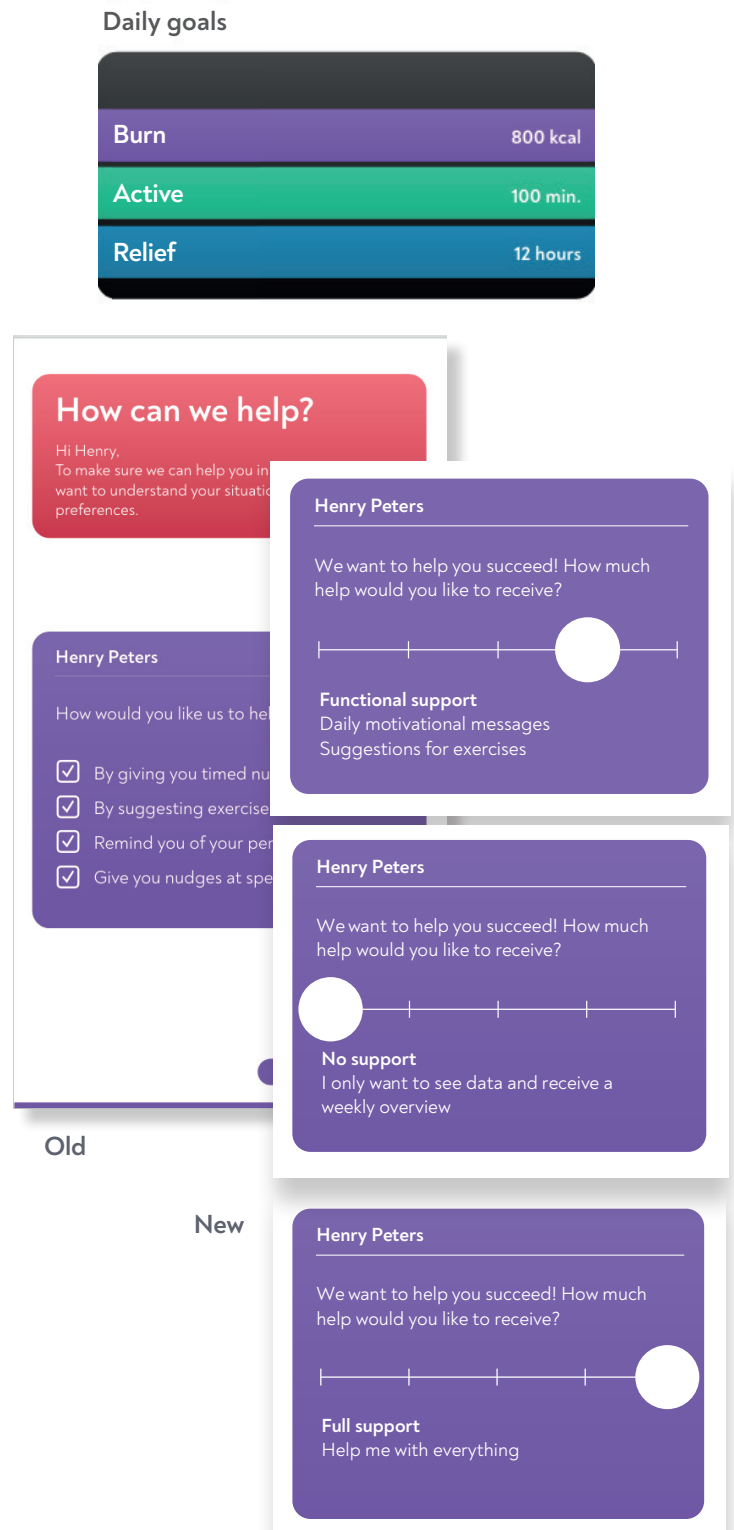 Daily goals
Burn 800 kcal
Active 100 min.
Relief 12 hours
How can we help?
Hi Henry,
To make sure we can help you in
want to understand your
preferences.
Henry Peters
How would you like us to
By giving you timed
By suggesting
Remind you of your
Give you nudges at
Old
New
Henry Peters
We want to help you succeed! How much
help would you like to receive?
Functional support
Daily motivational messages
Suggestions for exercises
Henry Peters
We want to help you succeed! How much
help would you like to receive?
No support
I only want to see data and receive a
weekly overview
Henry Peters
We want to help you succeed! How much
help would you like to receive?
Full support
Help me with everything